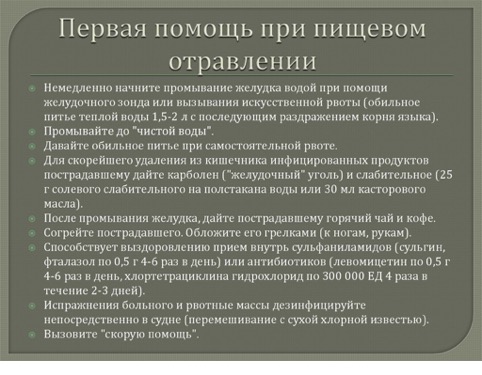 Первая помощь при пищевом
отравлении
Немедленно начните промывание желудка водой при помощи
желудочного зонда или вызывания искусственной рвоты (обильное
питье теплой воды 1,5-2 л с последующим раздражением корня языка).
Промывайте до "чистой воды".
Давайте обильное питье при самостоятельной рвоте.
Для скорейшего удаления из кишечника инфицированных продуктов
пострадавшему дайте карболен ("желудочный" уголь) и слабительное (25
г солевого слабительного на полстакана воды или 30 мл касторового
масла).
После промывания желудка, дайте пострадавшему горячий чай и кофе.
Согрейте пострадавшего. Обложите его грелками (к ногам, рукам).
Способствует выздоровлению прием внутрь сульфаниламидов (сульгин,
фталазол по 0,5 г 4-6 раз в день) или антибиотиков (левомицетин по 0,5 г
4-6 раз в день, хлортетрациклина гидрохлорид по 300 000 ЕД 4 раза в
течение 2-3 дней).
Испражнения больного и рвотные массы дезинфицируйте
непосредственно в судне (перемешивание с сухой хлорной известью).
Вызовите "скорую помощь".